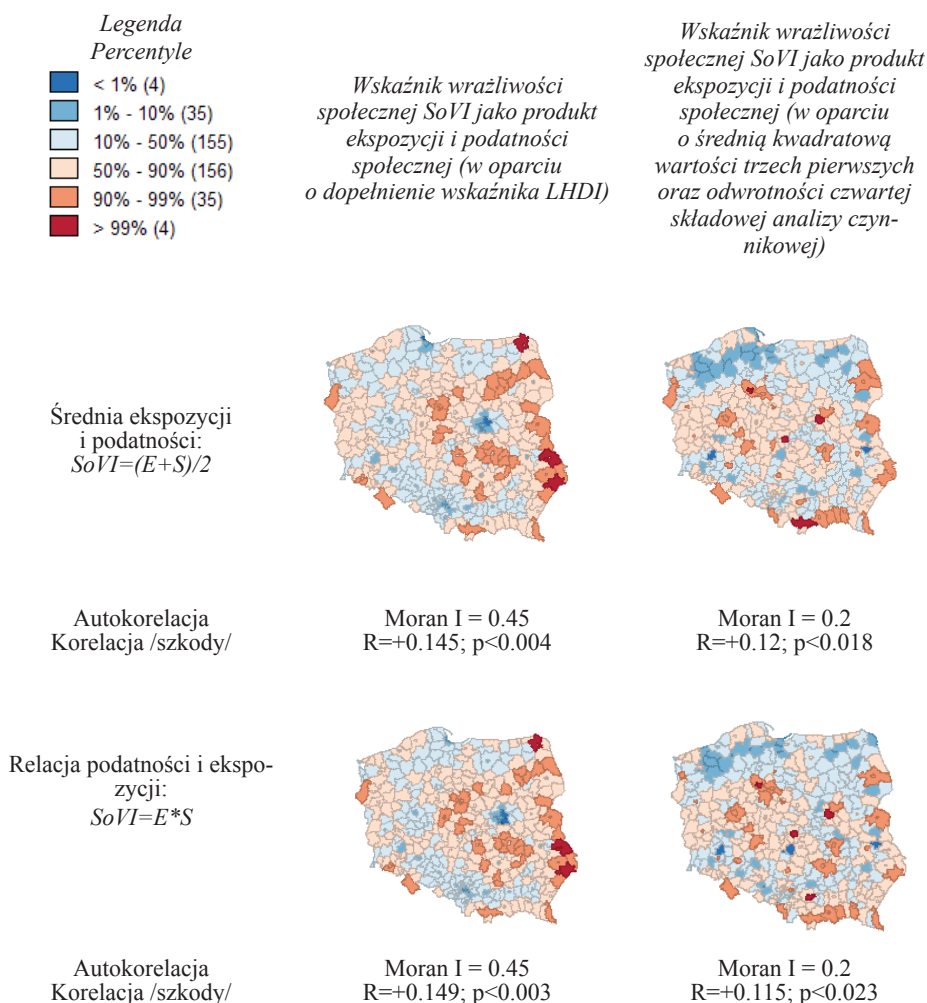 Legenda
Percentyle
< 1% (4)
1% - 10% (35)
10% - 50% (155)
50% - 90% (156)
90% - 99% (35)
> 99% (4)
Wskaźnik wrażliwości
społecznej SoVI jako produkt
ekspozycji i podatności
społecznej (w oparciu
o dopełnienie wskaźnika LHDI)
Wskaźnik wrażliwości
społecznej SoVI jako produkt
ekspozycji i podatności
społecznej (w oparciu
o średnią kwadratową
wartości trzech pierwszych
oraz odwrotności czwartej
składowej analizy czyn-
nikowej)
Średnia ekspozycji
i podatności:
SoVI=(E+S)/2
Autokorelacja
Korelacja /szkody/
Moran I = 0.45
R=+0.145; p<0.004
Moran I = 0.2
R=+0.12; p<0.018
Relacja podatności i ekspo-
zycji:
SoVI=E*S
Autokorelacja
Korelacja /szkody/
Moran I = 0.45
R=+0.149; p<0.003
Moran I = 0.2
R=+0.115; p<0.023